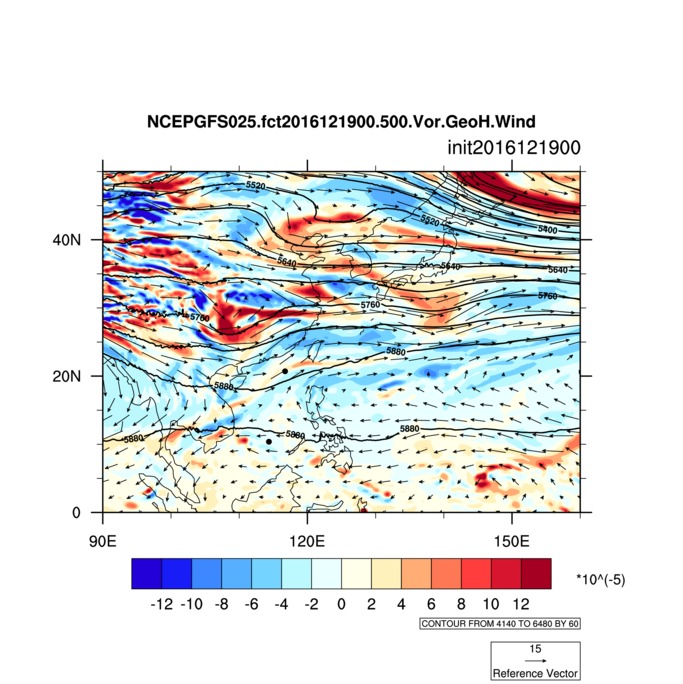 NCEPGFS025.fct2016121900.500.Vor.GeoH.Wind
init2016121900
5520
5520
5400
40N
5640
5640
5640
5760
5760
5760
5880
20N
5880
5880
5880
5880
0
90E 120E 150E
-12 -10 -8 -6 -4 -2 0 2 4 6 8 10 12
*10^(-5)
CONTOUR FROM 4140 TO 6480 BY 60
15
Reference Vector